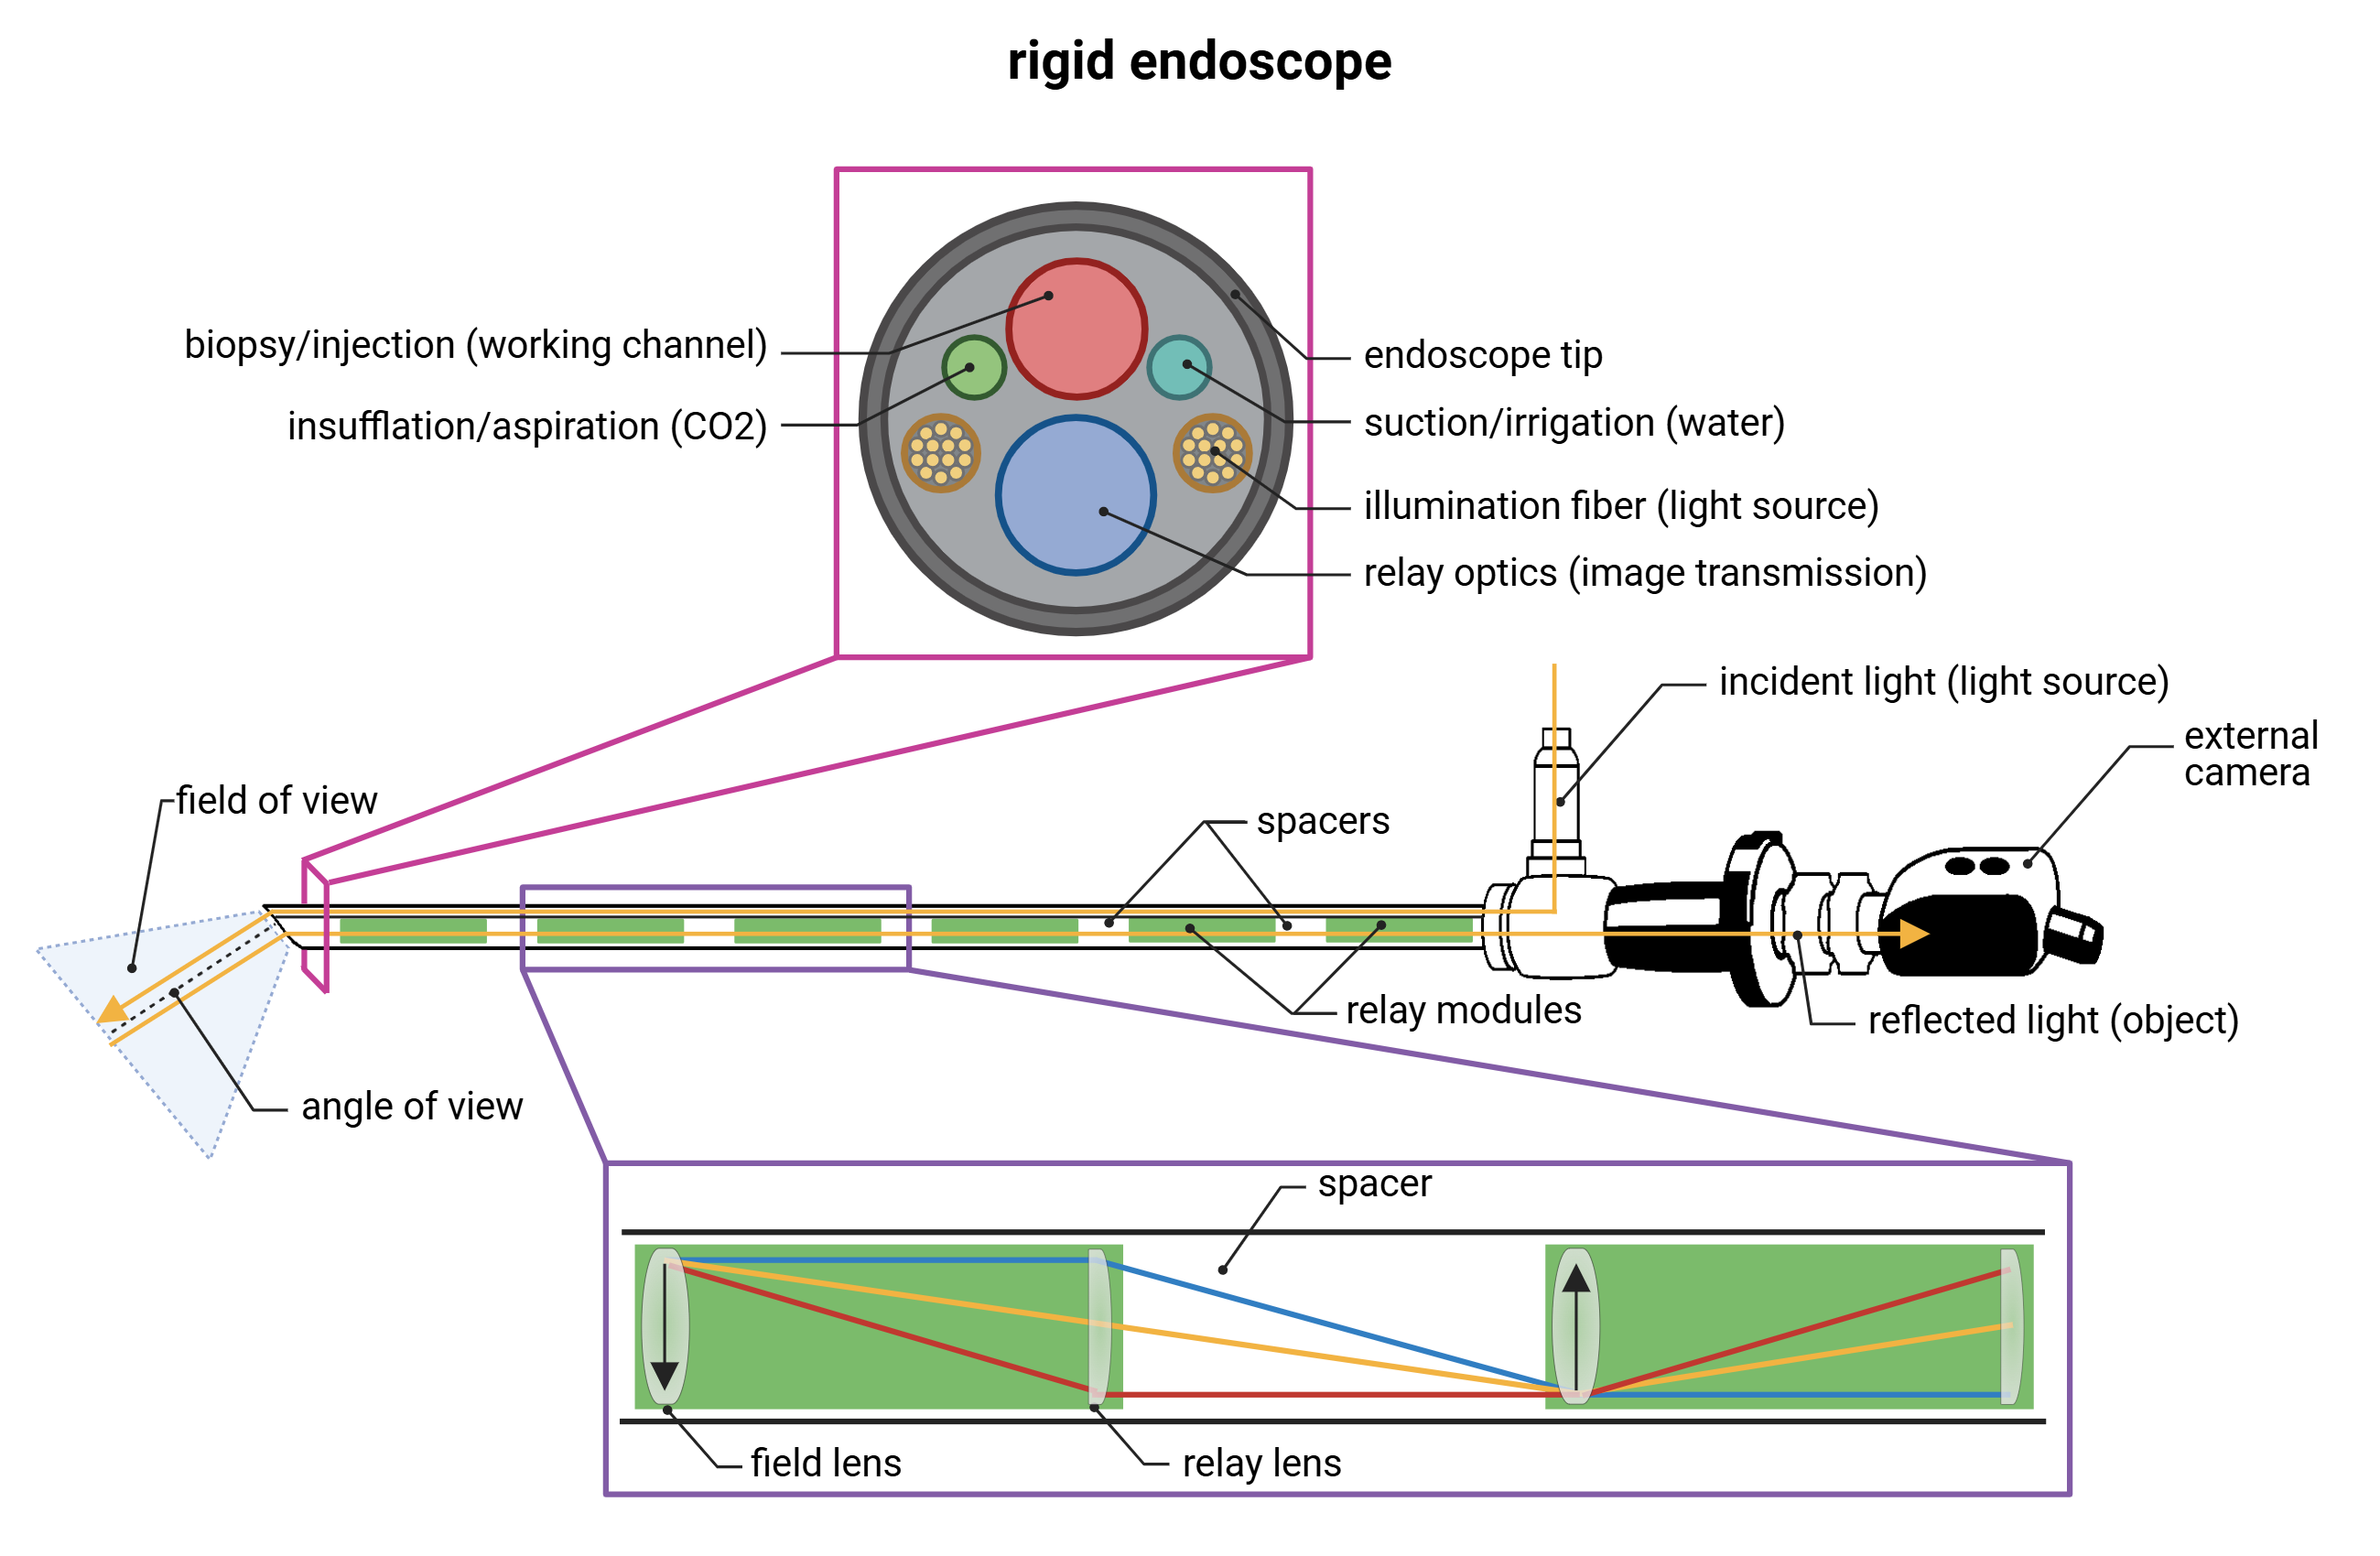 rigid endoscope
biopsy/injection (working channel)
insufflation/aspiration (CO2)
endoscope tip
suction/irrigation (water)
illumination fiber (light source)
relay optics (image transmission)
incident light (light source)
external
camera
field of view
spacers
relay modules
reflected light (object)
angle of view
spacer
field lens
relay lens